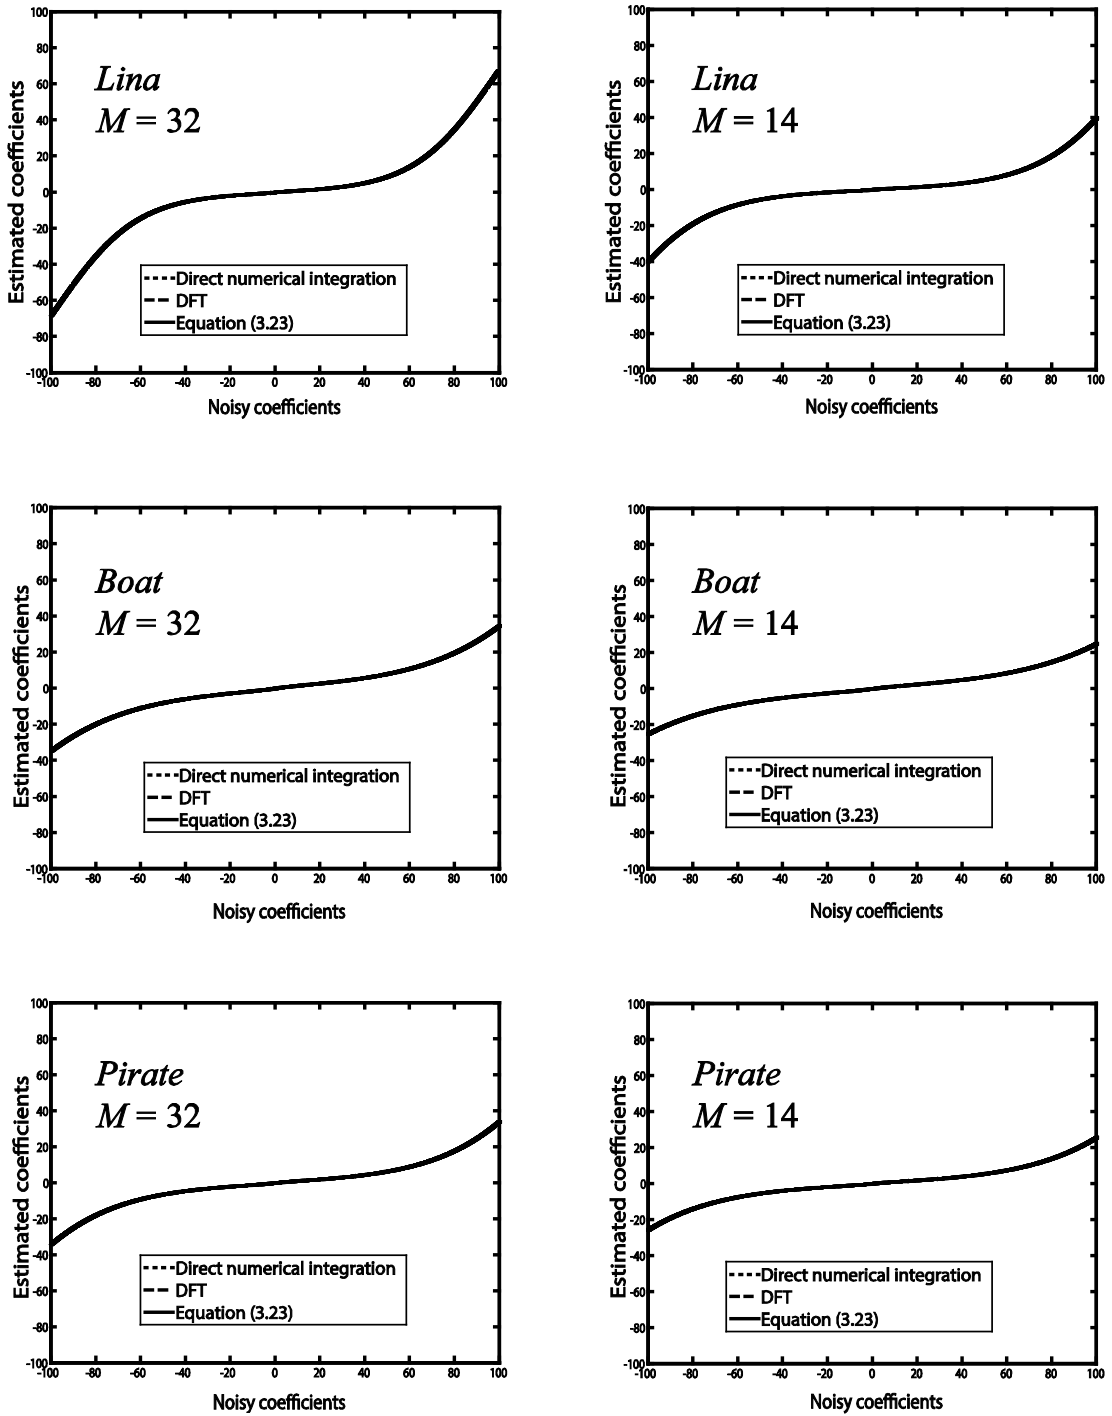 100
80
60
40
20
0
-20
-40
-60
-80
-100
Estimated coefficients
Lina
M = 32
Direct numerical integration
DFT
Equation (3.23)
-100 -80 -60 -40 -20 0 20 40 60 80 100
Noisy coefficients
100
80
60
40
20
0
-20
-40
-60
-80
-100
Estimated coefficients
Lina
M = 14
Direct numerical integration
DFT
Equation (3.23)
-100 -80 -60 -40 -20 0 20 40 60 80 100
Noisy coefficients
100
80
60
40
20
0
-20
-40
-60
-80
-100
Estimated coefficients
Boat
M = 32
Direct numerical integration
DFT
Equation (3.23)
-100 -80 -60 -40 -20 0 20 40 60 80 100
Noisy coefficients
100
80
60
40
20
0
-20
-40
-60
-80
-100
Estimated coefficients
Boat
M = 14
Direct numerical integration
DFT
Equation (3.23)
-100 -80 -60 -40 -20 0 20 40 60 80 100
Noisy coefficients
100
80
60
40
20
0
-20
-40
-60
-80
-100
Estimated coefficients
Pirate
M = 32
Direct numerical integration
DFT
Equation (3.23)
-100 -80 -60 -40 -20 0 20 40 60 80 100
Noisy coefficients
100
80
60
40
20
0
-20
-40
-60
-80
-100
Estimated coefficients
Pirate
M = 14
Direct numerical integration
DFT
Equation (3.23)
-100 -80 -60 -40 -20 0 20 40 60 80 100
Noisy coefficients